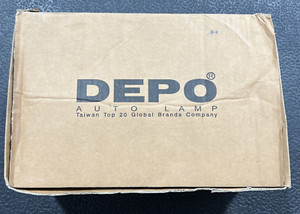 DEPO®
AUTO LAMP
Taiwan Top 20 Global Brands Company